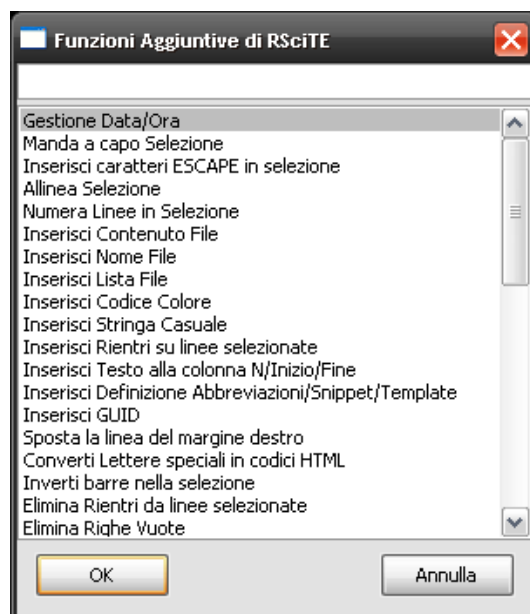 Funzioni Aggiuntive di RSciTE
Gestione Data/Ora
Manda a capo Selezione
Inserisci caratteri ESCAPE in selezione
Allinea Selezione
Numera Linee in Selezione
Inserisci Contenuto File
Inserisci Nome File
Inserisci Lista File
Inserisci Codice Colore
Inserisci Stringa Casuale
Inserisci Rientri su linee selezionate
Inserisci Testo alla colonna N/Inizio/Fine
Inserisci Definizione Abbreviazioni/Snippet/Template
Inserisci GUID
Sposta la linea del margine destro
Converti Lettere speciali in codici HTML
Inverti barre nella selezione
Elimina Rientri da linee selezionate
Elimina Righe Vuote
OK
Annulla